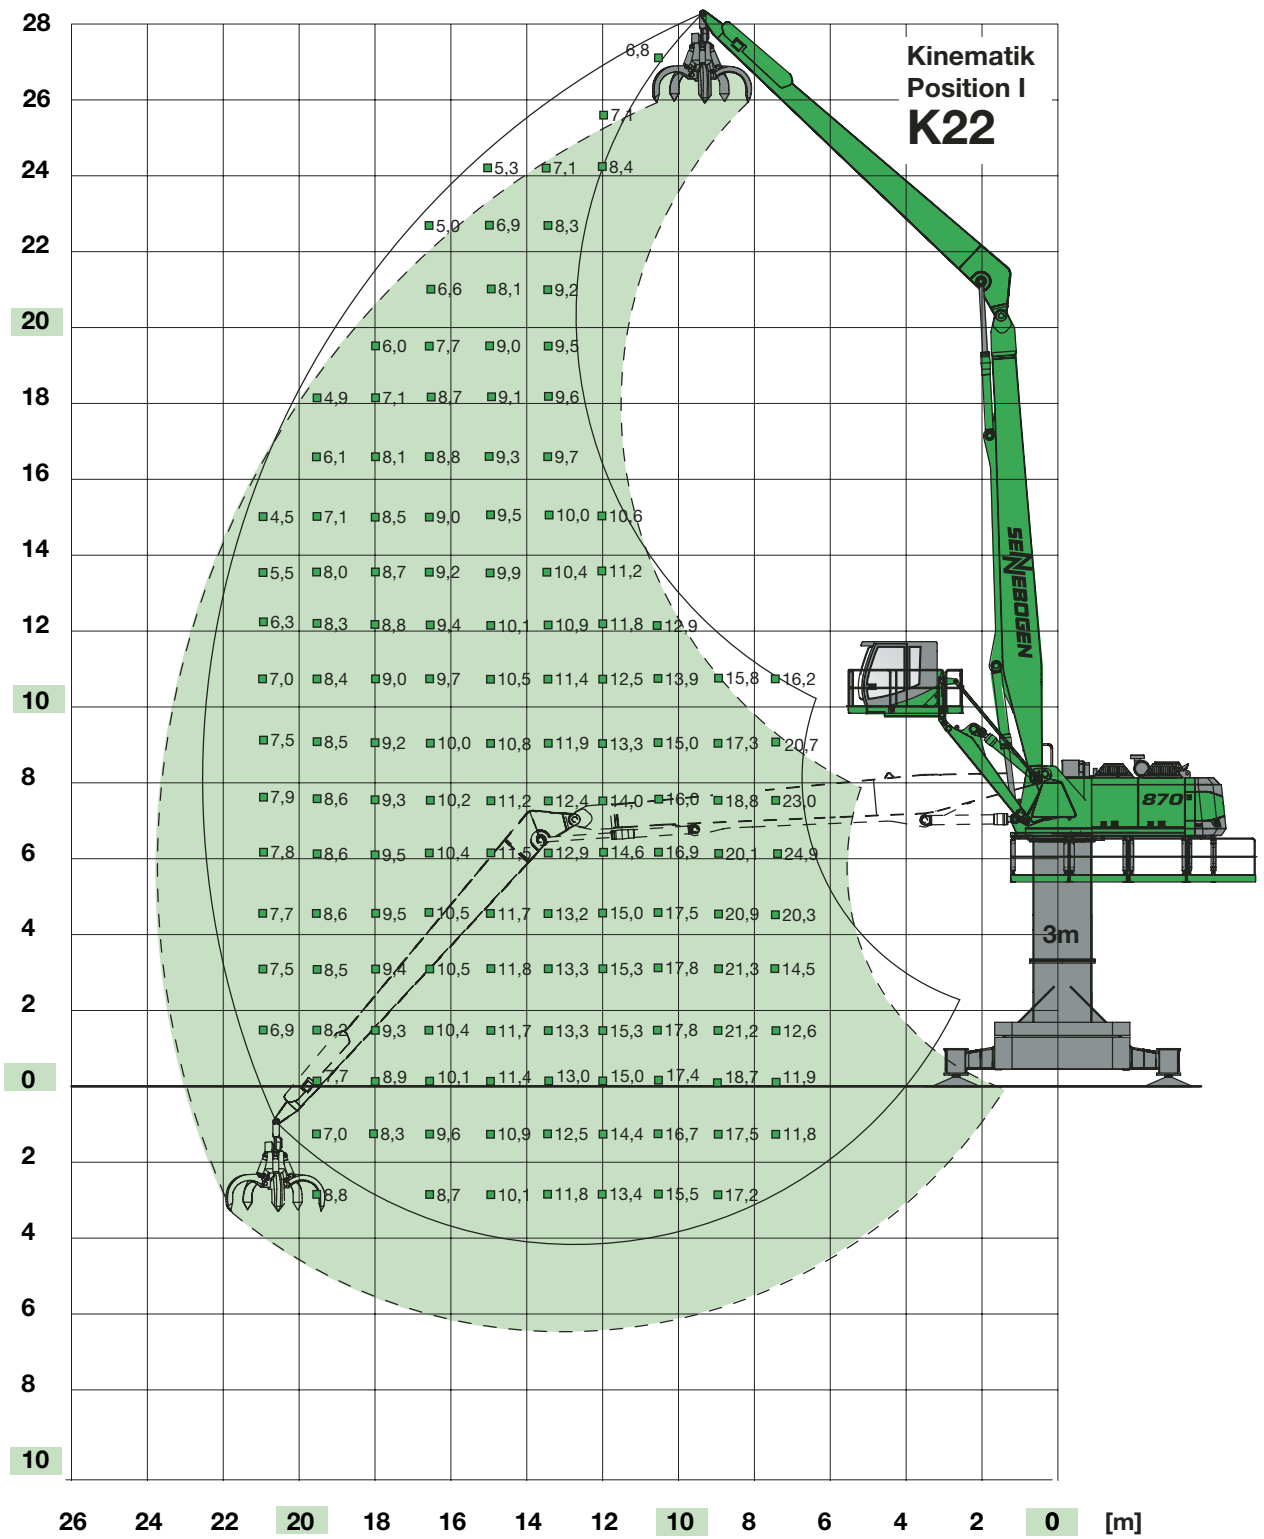 28
6,8
Kinematik
Position I
K22
26
7,1
24
5,3 7,1 8,4
5,0 6,9 8,3
22
6,6 8,1 9,2
20
6,0 7,7 9,0 9,5
18
4,9 7,1 8,7 9,1 9,6
16
6,1 8,1 8,8 9,3 9,7
4,5 7,1 8,5 9,0 9,5 10,0 10,6
SENNEBOGEN
14
5,5 8,0 8,7 9,2 9,9 10,4 11,2
12
6,3 8,3 8,8 9,4 10,1 10,9 11,8 12,9
7,0 8,4 9,0 9,7 10,5 11,4 12,5 13,9 15,8 16,2
10
7,5 8,5 9,2 10,0 10,8 11,9 13,3 15,0 17,3 20,7
8
7,9 8,6 9,3 10,2 11,2 12,4 14,0 16,0 18,8 23,0
870
6
7,8 8,6 9,5 10,4 11,5 12,9 14,6 16,9 20,1 24,9
7,7 8,6 9,5 10,5 11,7 13,2 15,0 17,5 20,9 20,3
4
3m
7,5 8,5 9,4 10,5 11,8 13,3 15,3 17,8 21,3 14,5
2
6,9 8,2 9,3 10,4 11,7 13,3 15,3 17,8 21,2 12,6
0
7,7 8,9 10,1 11,4 13,0 15,0 17,4 18,7 11,9
7,0 8,3 9,6 10,9 12,5 14,4 16,7 17,5 11,8
2
8,8 8,7 10,1 11,8 13,4 15,5 17,2
4
6
8
10
26 24 22 20 18 16 14 12 10 8 6 4 2 0 [m]